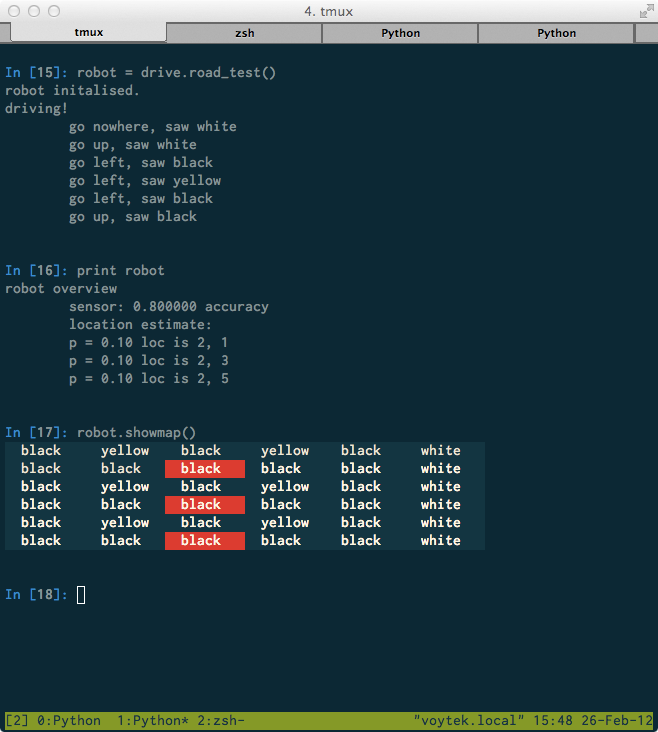 4. tmux
tmux zsh Python Python
In [15]: robot = drive.road_test()
robot initalised.
driving!
go nowhere, saw white
go up, saw white
go left, saw black
go left, saw yellow
go left, saw black
go up, saw black
In [16]: print robot
robot overview
sensor: 0.800000 accuracy
location estimate:
p = 0.10 loc is 2, 1
p = 0.10 loc is 2, 3
p = 0.10 loc is 2, 5
In [17]: robot.showmap()
black yellow black yellow black white
black black black black black white
black yellow black yellow black white
black black black black black white
black yellow black yellow black white
black black black black black white
In [18]:
[2] 0:Python 1:Python* 2:zsh- "voytek.local" 15:48 26-Feb-12